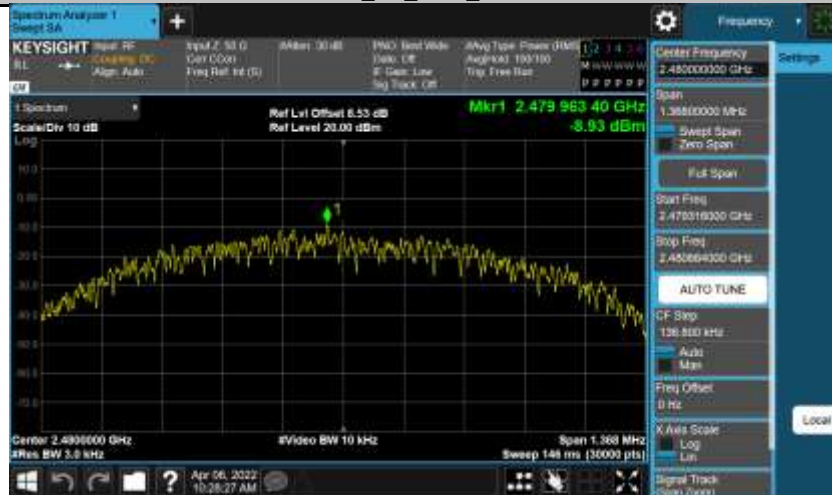 Spectrum Analyzer 1
Swept SA
+
Frequency
KEYSIGHT
Input: RF
Coupling: DC
Align: Auto
Input Z: 50 Ω
Corr CCorr
Freq Ref: Int (S)
#Atten: 30 dB
PNO: Best Wide
Gate: Off
IF Gain: Low
Sig Track: Off
#Avg Type: Power (RMS)
Avg|Hold: 100/100
Trig: Free Run
1 2 3 4 5 6
M W W W W W
P P P P P P
1 Spectrum
Scale/Div 10 dB
Log
Ref Lvl Offset 8.53 dB
Ref Level 20.00 dBm
Mkr1 2.479 963 40 GHz
-8.93 dBm
10.0
0.00
1
Center 2.4800000 GHz
#Res BW 3.0 kHz
#Video BW 10 kHz
Span 1.368 MHz
Sweep 146 ms (30000 pts)
Center Frequency
2.480000000 GHz
Settings
Span
1.36800000 MHz
Swept Span
Zero Span
Full Span
Start Freq
2.479316000 GHz
Stop Freq
2.480684000 GHz
AUTO TUNE
CF Step
136.800 kHz
Auto
Man
Freq Offset
0 Hz
X Axis Scale
Log
Lin
Local
Signal Track
?
Apr 06, 2022
10:28:27 AM